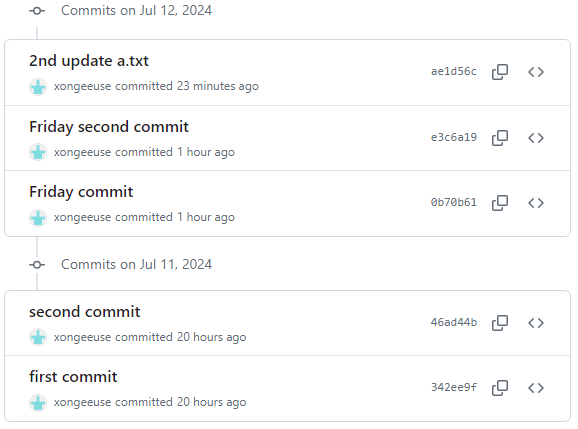 Commits on Jul 12, 2024
2nd update a.txt
xongeeuse committed 23 minutes ago
ae1d56c
Friday second commit
xongeeuse committed 1 hour ago
e3c6a19
Friday commit
xongeeuse committed 1 hour ago
0b70b61
Commits on Jul 11, 2024
second commit
xongeeuse committed 20 hours ago
46ad44b
first commit
xongeeuse committed 20 hours ago
342ee9f